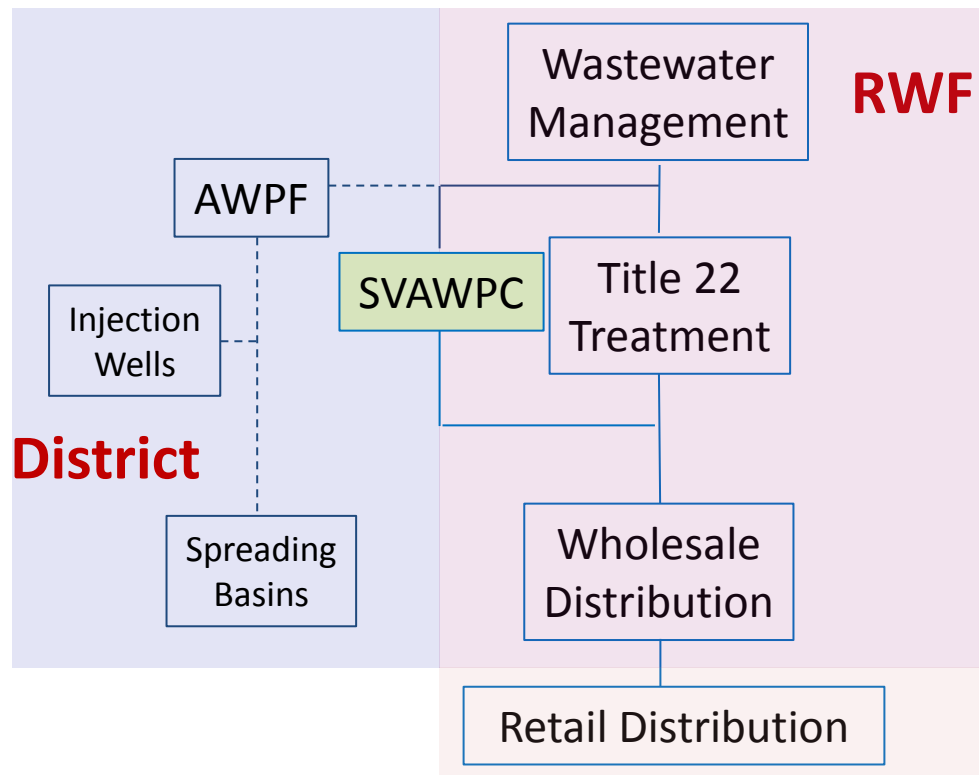 Wastewater
Management
RWF
AWPF
SVAWPC
Title 22
Treatment
Injection
Wells
District
Spreading
Basins
Wholesale
Distribution
Retail Distribution